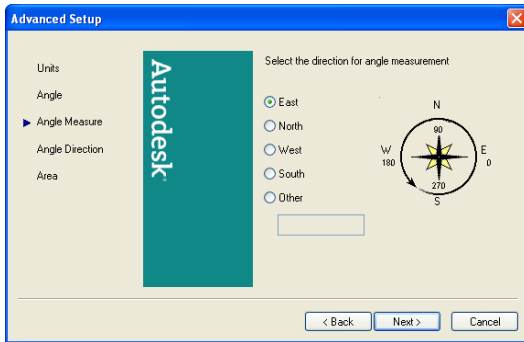 Advanced Setup
Units
Angle
Angle Measure
Angle Direction
Area
Autodesk
Select the direction for angle measurement
East
North
West
South
Other
N
90
W
180
E
0
270
S
< Back
Next >
Cancel